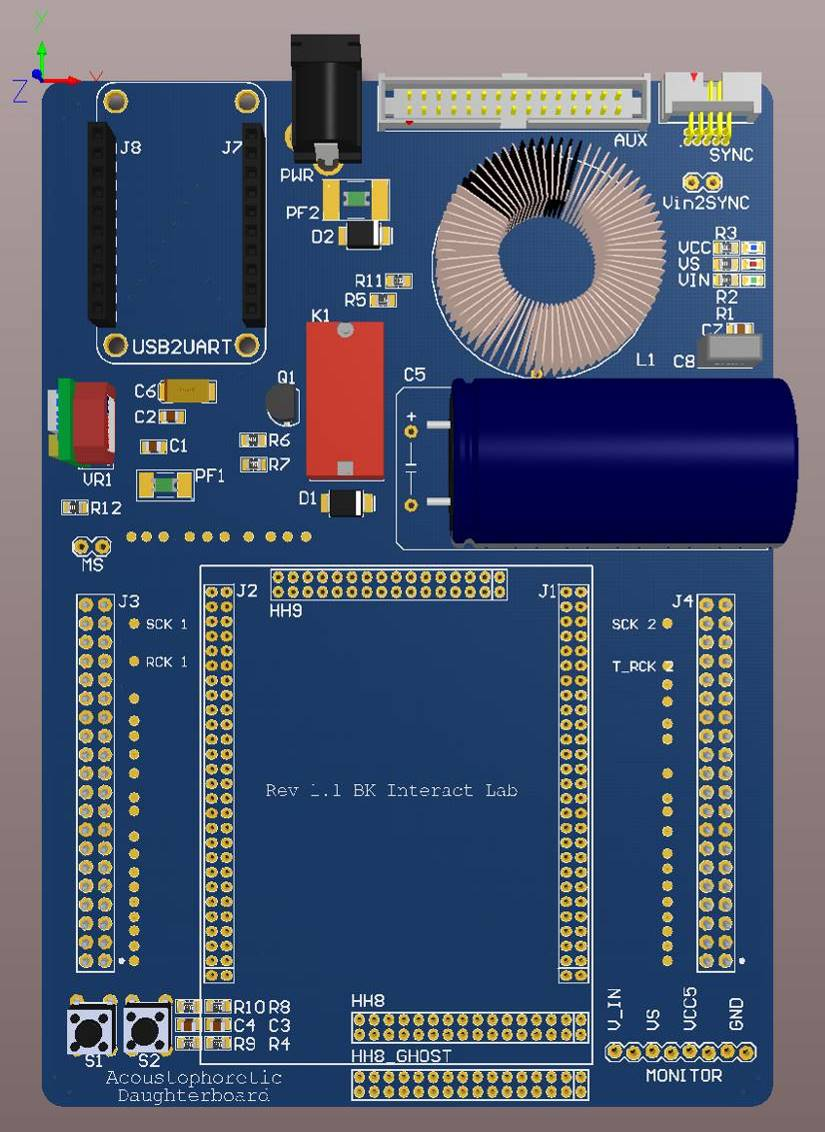 Y
X
Z
J8
J7
PWR
AUX
SYNC
PF2
D2
Vin2SYNC
R3
VCC
VS
VIN
R2
R1
R11
R5
K1
C7
USB2UART
L1
C8
C6
Q1
C5
C2
+
C1
R6
R7
VR1
PF1
D1
R12
MS
J3
J2
HH9
J1
J4
SCK 1
SCK 2
RCK 1
T_RCK 2
Rev 1.1 BK Interact Lab
R10 R8
C4 C3
R9 R4
HH8
HH8_GHOST
V_IN
VS
VCC5
GND
S1
S2
MONITOR
Acoustophoretic
Daughterboard